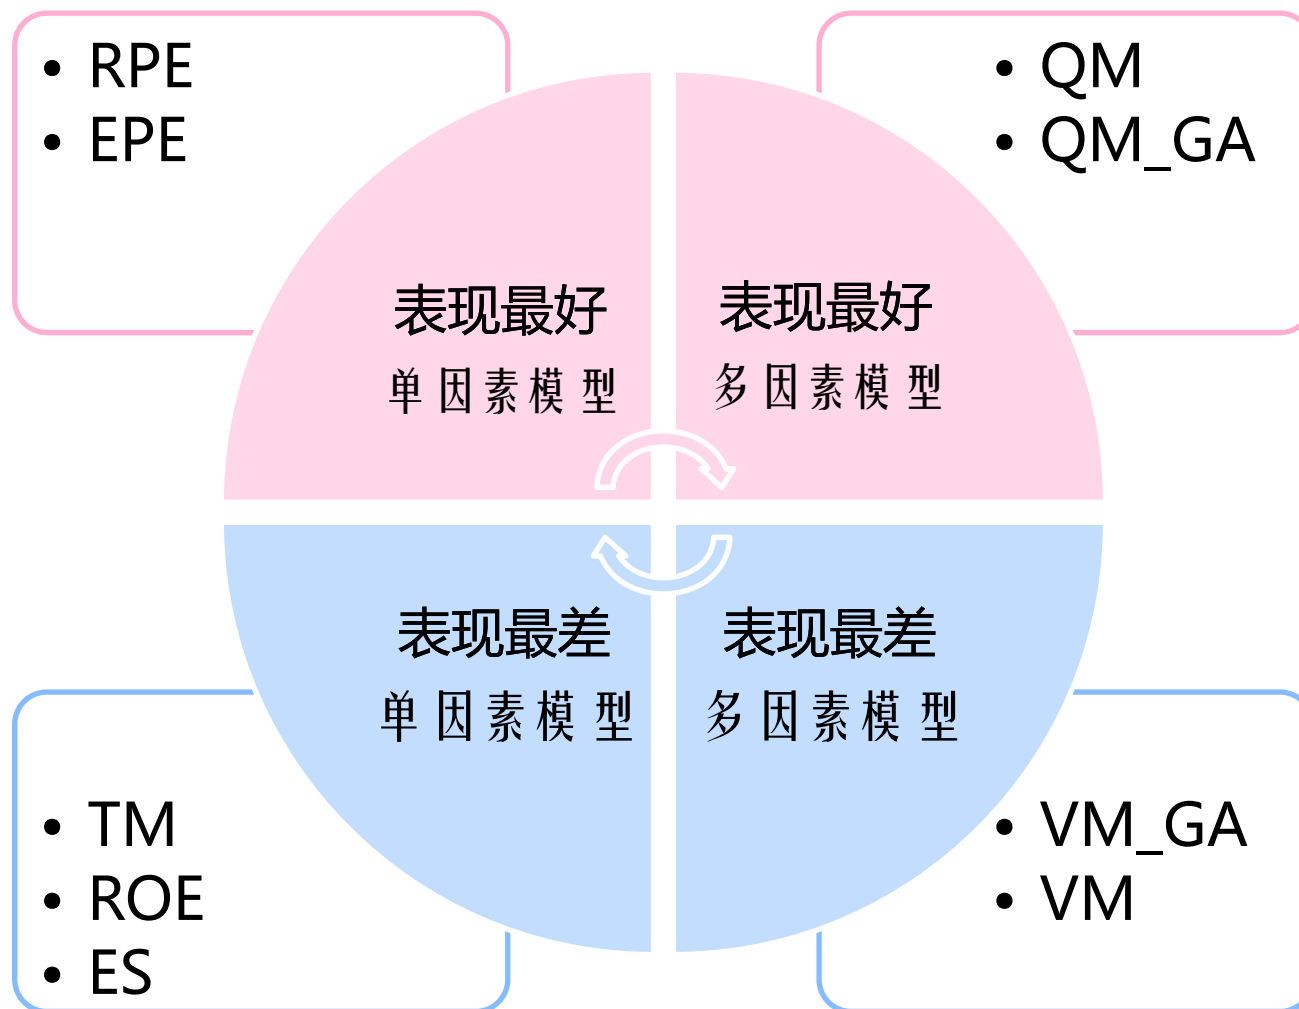 • RPE
• EPE
• QM
• QM_GA
表现最好
单因素模型
表现最好
多因素模型
表现最差
单因素模型
表现最差
多因素模型
• TM
• ROE
• ES
• VM_GA
• VM